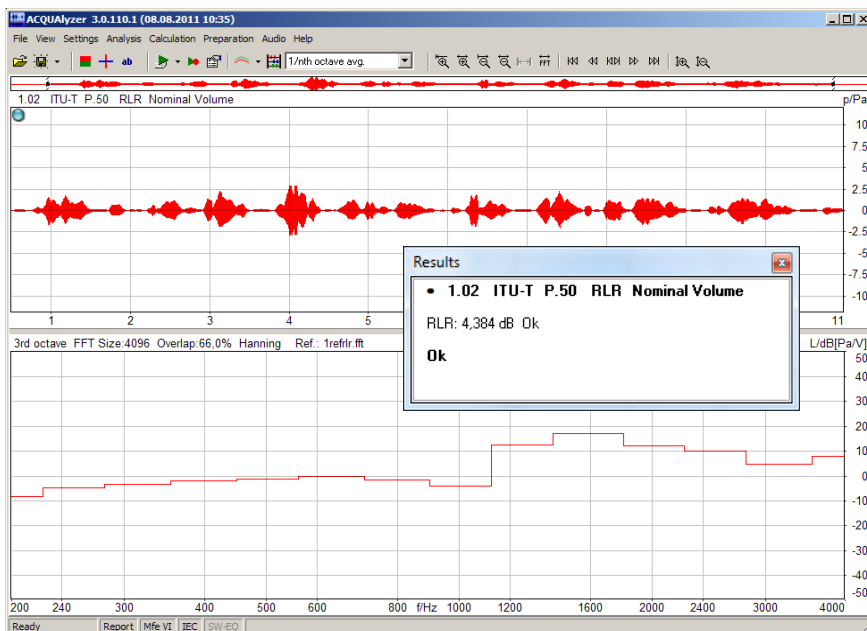 ACQUAlyzer 3.0.110.1 (08.08.2011 10:35)
File View Settings Analysis Calculation Preparation Audio Help
ab 1/nth octave avg. FFT
1.02 ITU-T P.50 RLR Nominal Volume p/Pa
10
7.5
5
2.5
0
-2.5
-5
-7.5
-10
1 2 3 4 5 11
Results
• 1.02 ITU-T P.50 RLR Nominal Volume
RLR: 4,384 dB Ok
Ok
3rd octave FFT Size:4096 Overlap:66,0% Hanning Ref.: 1refrlr.fft L/dB[Pa/V]
50
40
30
20
10
0
-10
-20
-30
-40
-50
200 240 300 400 500 600 800 f/Hz 1000 1200 1600 2000 2400 3000 4000
Ready Report Mfe VI IEC SW-EQ